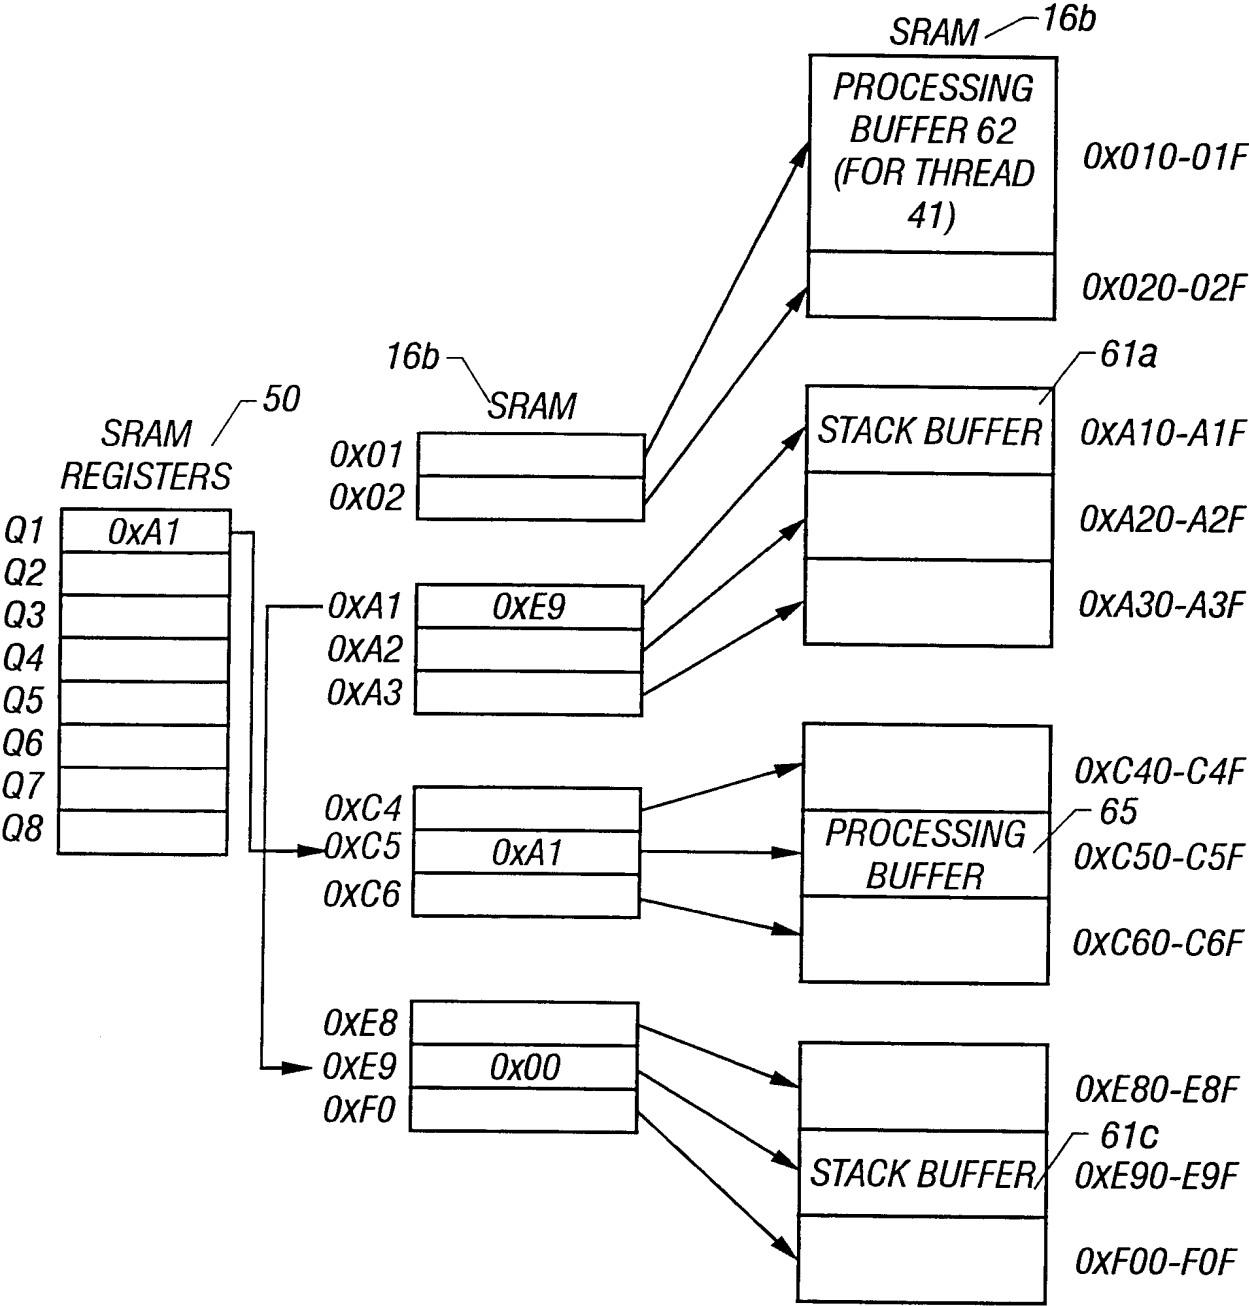 SRAM 16b
PROCESSING
BUFFER 62
(FOR THREAD
41)
0x010-01F
0x020-02F
16b
SRAM
0x01
0x02
61a
STACK BUFFER
0xA10-A1F
0xA20-A2F
0xA30-A3F
50
SRAM
REGISTERS
Q1 0xA1
Q2
Q3
Q4
Q5
Q6
Q7
Q8
0xA1 0xE9
0xA2
0xA3
0xC4
0xC5 0xA1
0xC6
0xC40-C4F
65
PROCESSING
BUFFER
0xC50-C5F
0xC60-C6F
0xE8
0xE9 0x00
0xF0
0xE80-E8F
61c
STACK BUFFER
0xE90-E9F
0xF00-F0F